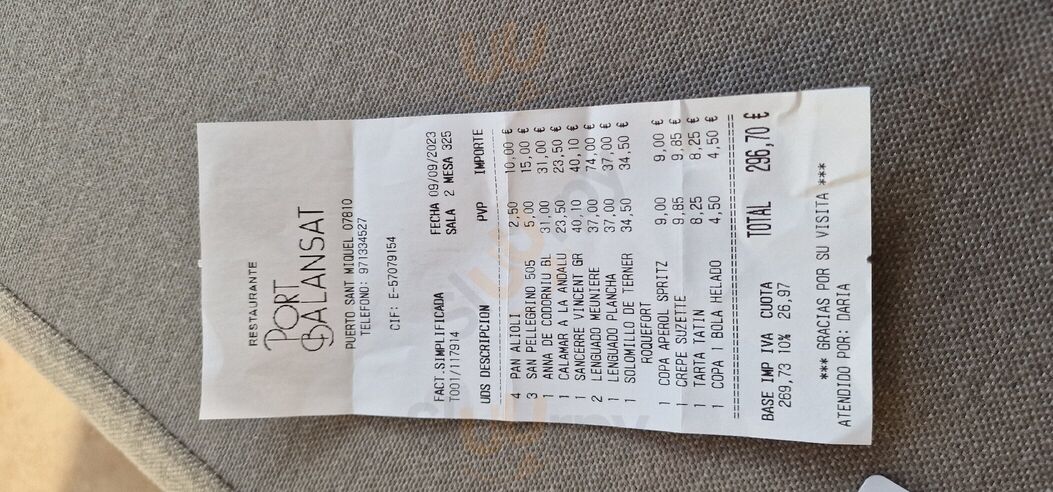 RESTAURANTE
PORT
BALANSAT
PUERTO SANT MIQUEL 07810
TELEFONO: 971334527
CIF: E-57079154
FACT.SIMPLIFICADA FECHA 09/09/2023
T001/117914 SALA 2 MESA 325
UDS DESCRIPCION PVP IMPORTE
4 PAN ALIOLI 2,50 10,00 €
3 SAN PELLEGRINO 505 5,00 15,00 €
1 ANNA DE CODORNIU BL 31,00 31,00 €
1 CALAMAR A LA ANDALU 23,50 23,50 €
1 SANCERRE VINCENT GR 40,10 40,10 €
2 LENGUADO MEUNIERE 37,00 74,00 €
1 LENGUADO PLANCHA 37,00 37,00 €
1 SOLOMILLO DE TERNER 34,50 34,50 €
ROQUEFORT
1 COPA APEROL SPRITZ 9,00 9,00 €
1 CREPE SUZETTE 9,85 9,85 €
1 TARTA TATIN 8,25 8,25 €
1 COPA 1 BOLA HELADO 4,50 4,50 €
BASE IMP IVA CUOTA TOTAL 296,70 €
269,73 10% 26,97
*** GRACIAS POR SU VISITA ***
ATENDIDO POR: DARIA